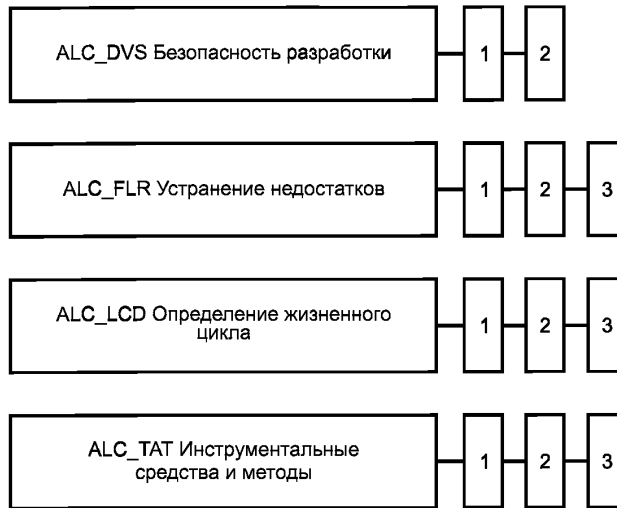 ALC_DVS Безопасность разработки 1 2
ALC_FLR Устранение недостатков 1 2 3
ALC_LCD Определение жизненного
цикла 1 2 3
ALC_TAT Инструментальные
средства и методы 1 2 3